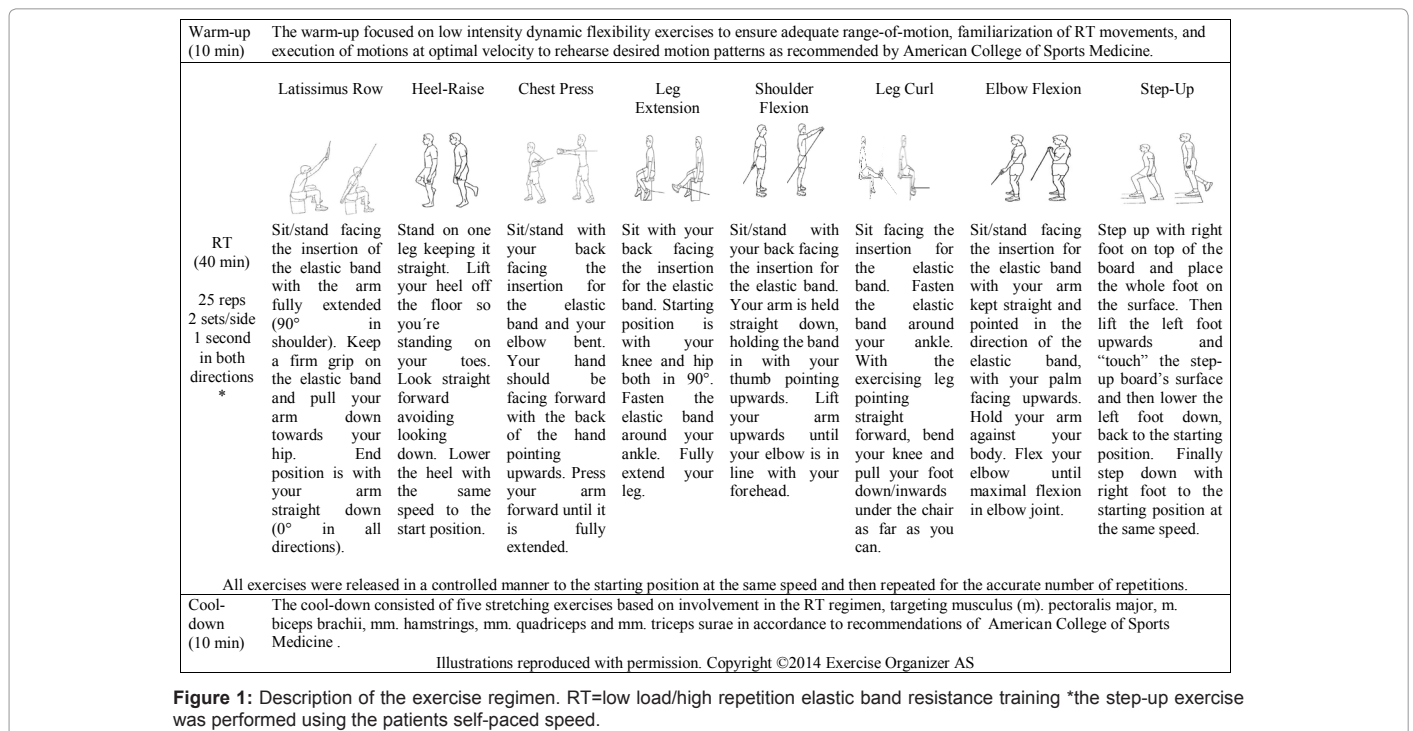 Warm-up
(10 min)
The warm-up focused on low intensity dynamic flexibility exercises to ensure adequate range-of-motion, familiarization of RT movements, and
execution of motions at optimal velocity to rehearse desired motion patterns as recommended by American College of Sports Medicine.
RT
(40 min)
25 reps
2 sets/side
1 second
in both
directions
*
Latissimus Row
Sit/stand facing
the insertion of
the elastic band
with the arm
fully extended
(90° in
shoulder). Keep
a firm grip on
the elastic band
and pull your
arm down
towards your
hip. End
position is with
your arm
straight down
(0° in all
directions).
Heel-Raise
Stand on one
leg keeping it
straight. Lift
your heel off
the floor so
you´re
standing on
your toes.
Look straight
forward
avoiding
looking
down. Lower
the heel with
the same
speed to the
start position.
Chest Press
Sit/stand with
your back
facing the
insertion for
the elastic
band and your
elbow bent.
Your hand
should be
facing forward
with the back
of the hand
pointing
upwards. Press
your arm
forward until it
is fully
extended.
Leg
Extension
Sit with your
back facing
the insertion
for the elastic
band. Starting
position is
with your
knee and hip
both in 90°.
Fasten the
elastic band
around your
ankle. Fully
extend your
leg.
Shoulder
Flexion
Sit/stand with
your back facing
the insertion for
the elastic band.
Your arm is held
straight down,
holding the band
in with your
thumb pointing
upwards. Lift
your arm
upwards until
your elbow is in
line with your
forehead.
Leg Curl
Sit facing the
insertion for
the elastic
band. Fasten
the elastic
band around
your ankle.
With the
exercising leg
pointing
straight
forward, bend
your knee and
pull your foot
down/inwards
under the chair
as far as you
can.
Elbow Flexion
Sit/stand facing
the insertion for
the elastic band
with your arm
kept straight and
pointed in the
direction of the
elastic band,
with your palm
facing upwards.
Hold your arm
against your
body. Flex your
elbow until
maximal flexion
in elbow joint.
Step-Up
Step up with right
foot on top of the
board and place
the whole foot on
the surface. Then
lift the left foot
upwards and
“touch” the step-
up board’s surface
and then lower the
left foot down,
back to the starting
position. Finally
step down with
right foot to the
starting position at
the same speed.
All exercises were released in a controlled manner to the starting position at the same speed and then repeated for the accurate number of repetitions.
Cool-
down
(10 min)
The cool-down consisted of five stretching exercises based on involvement in the RT regimen, targeting musculus (m). pectoralis major, m.
biceps brachii, mm. hamstrings, mm. quadriceps and mm. triceps surae in accordance to recommendations of American College of Sports
Medicine .
Illustrations reproduced with permission. Copyright ©2014 Exercise Organizer AS
Figure 1: Description of the exercise regimen. RT=low load/high repetition elastic band resistance training *the step-up exercise
was performed using the patients self-paced speed.